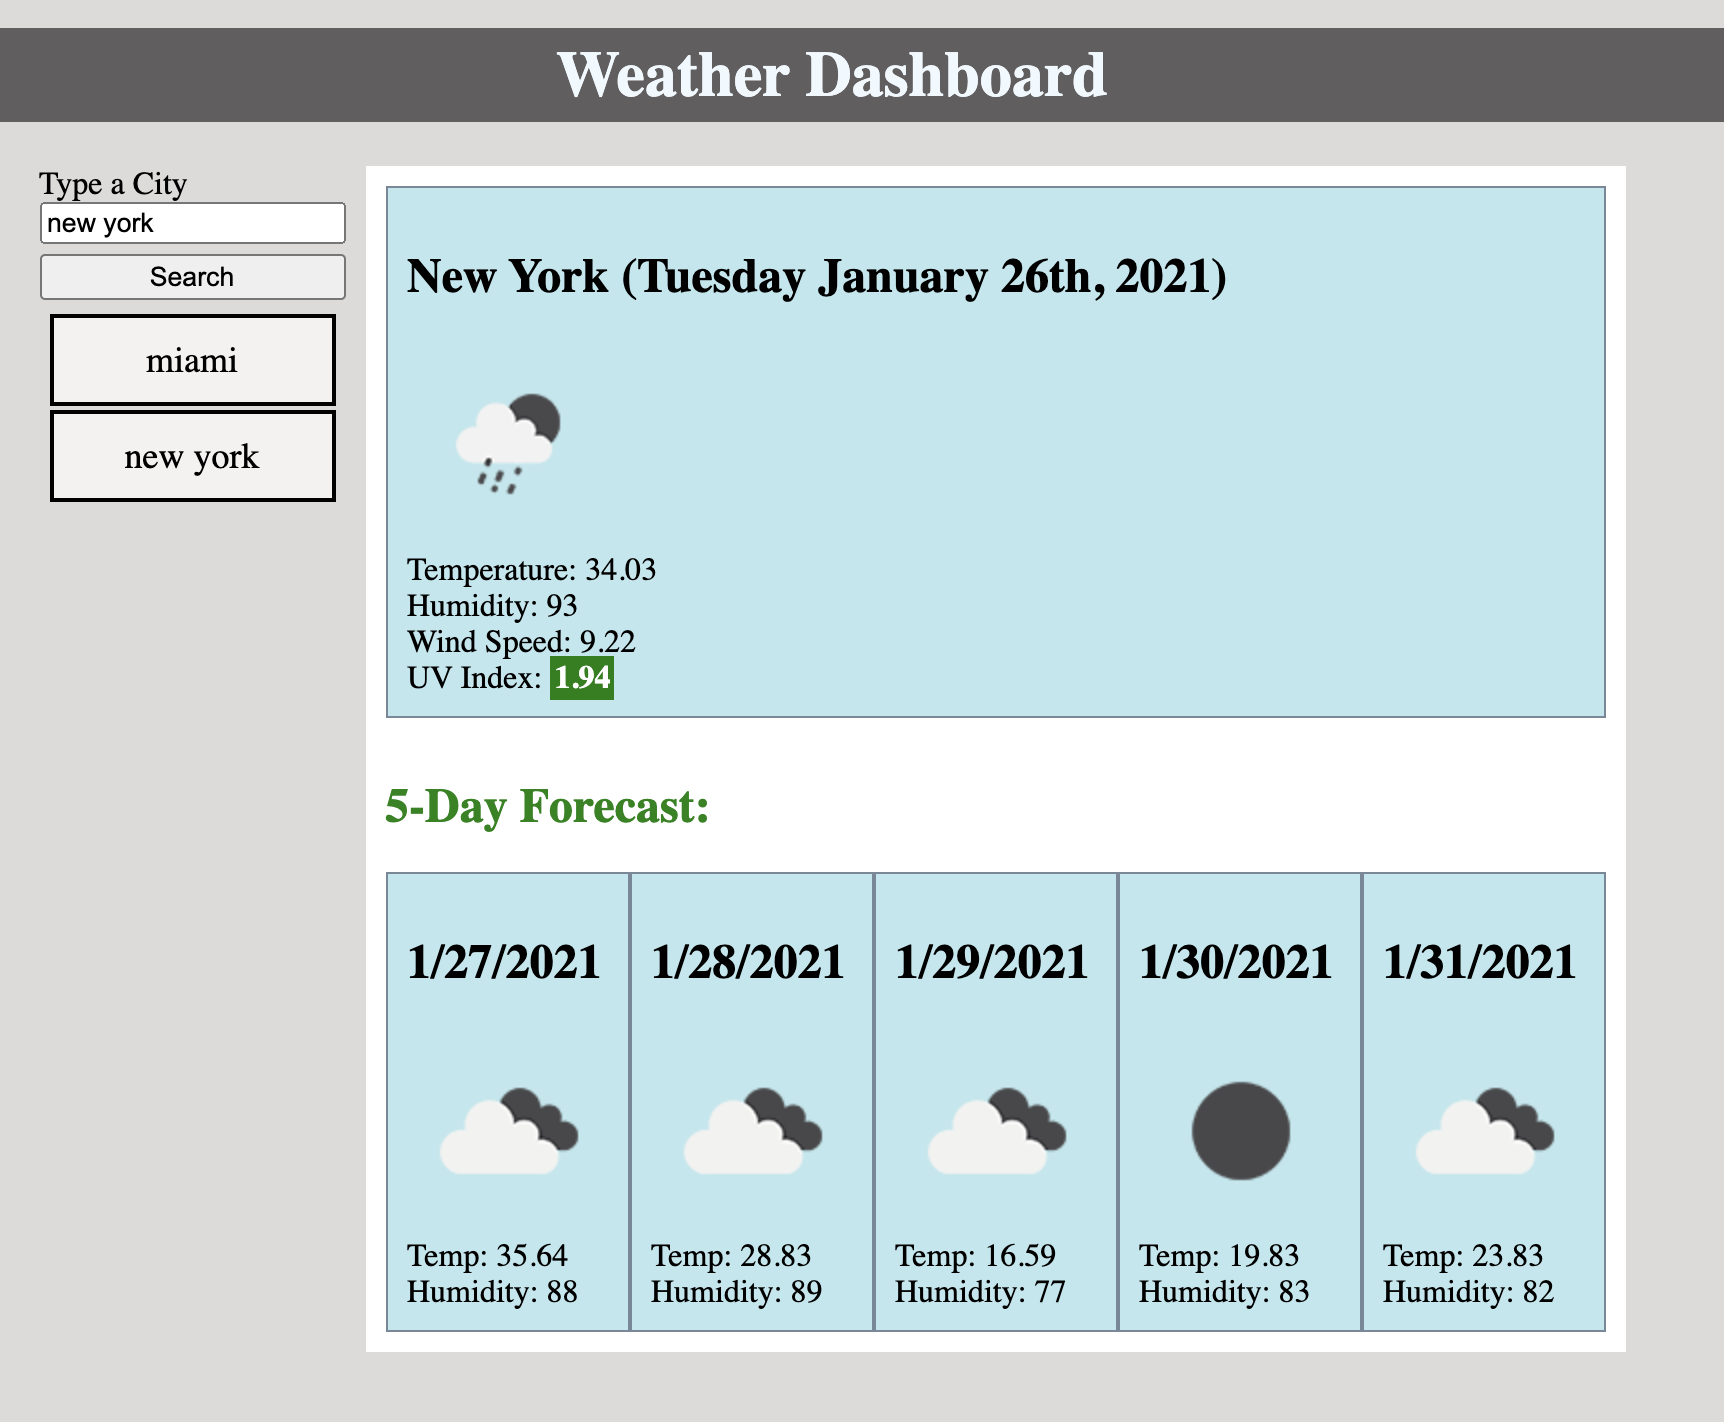 Weather Dashboard
Type a City
new york
Search
miami
new york
New York (Tuesday January 26th, 2021)
Temperature: 34.03
Humidity: 93
Wind Speed: 9.22
UV Index: 1.94
5-Day Forecast:
1/27/2021
Temp: 35.64
Humidity: 88
1/28/2021
Temp: 28.83
Humidity: 89
1/29/2021
Temp: 16.59
Humidity: 77
1/30/2021
Temp: 19.83
Humidity: 83
1/31/2021
Temp: 23.83
Humidity: 82